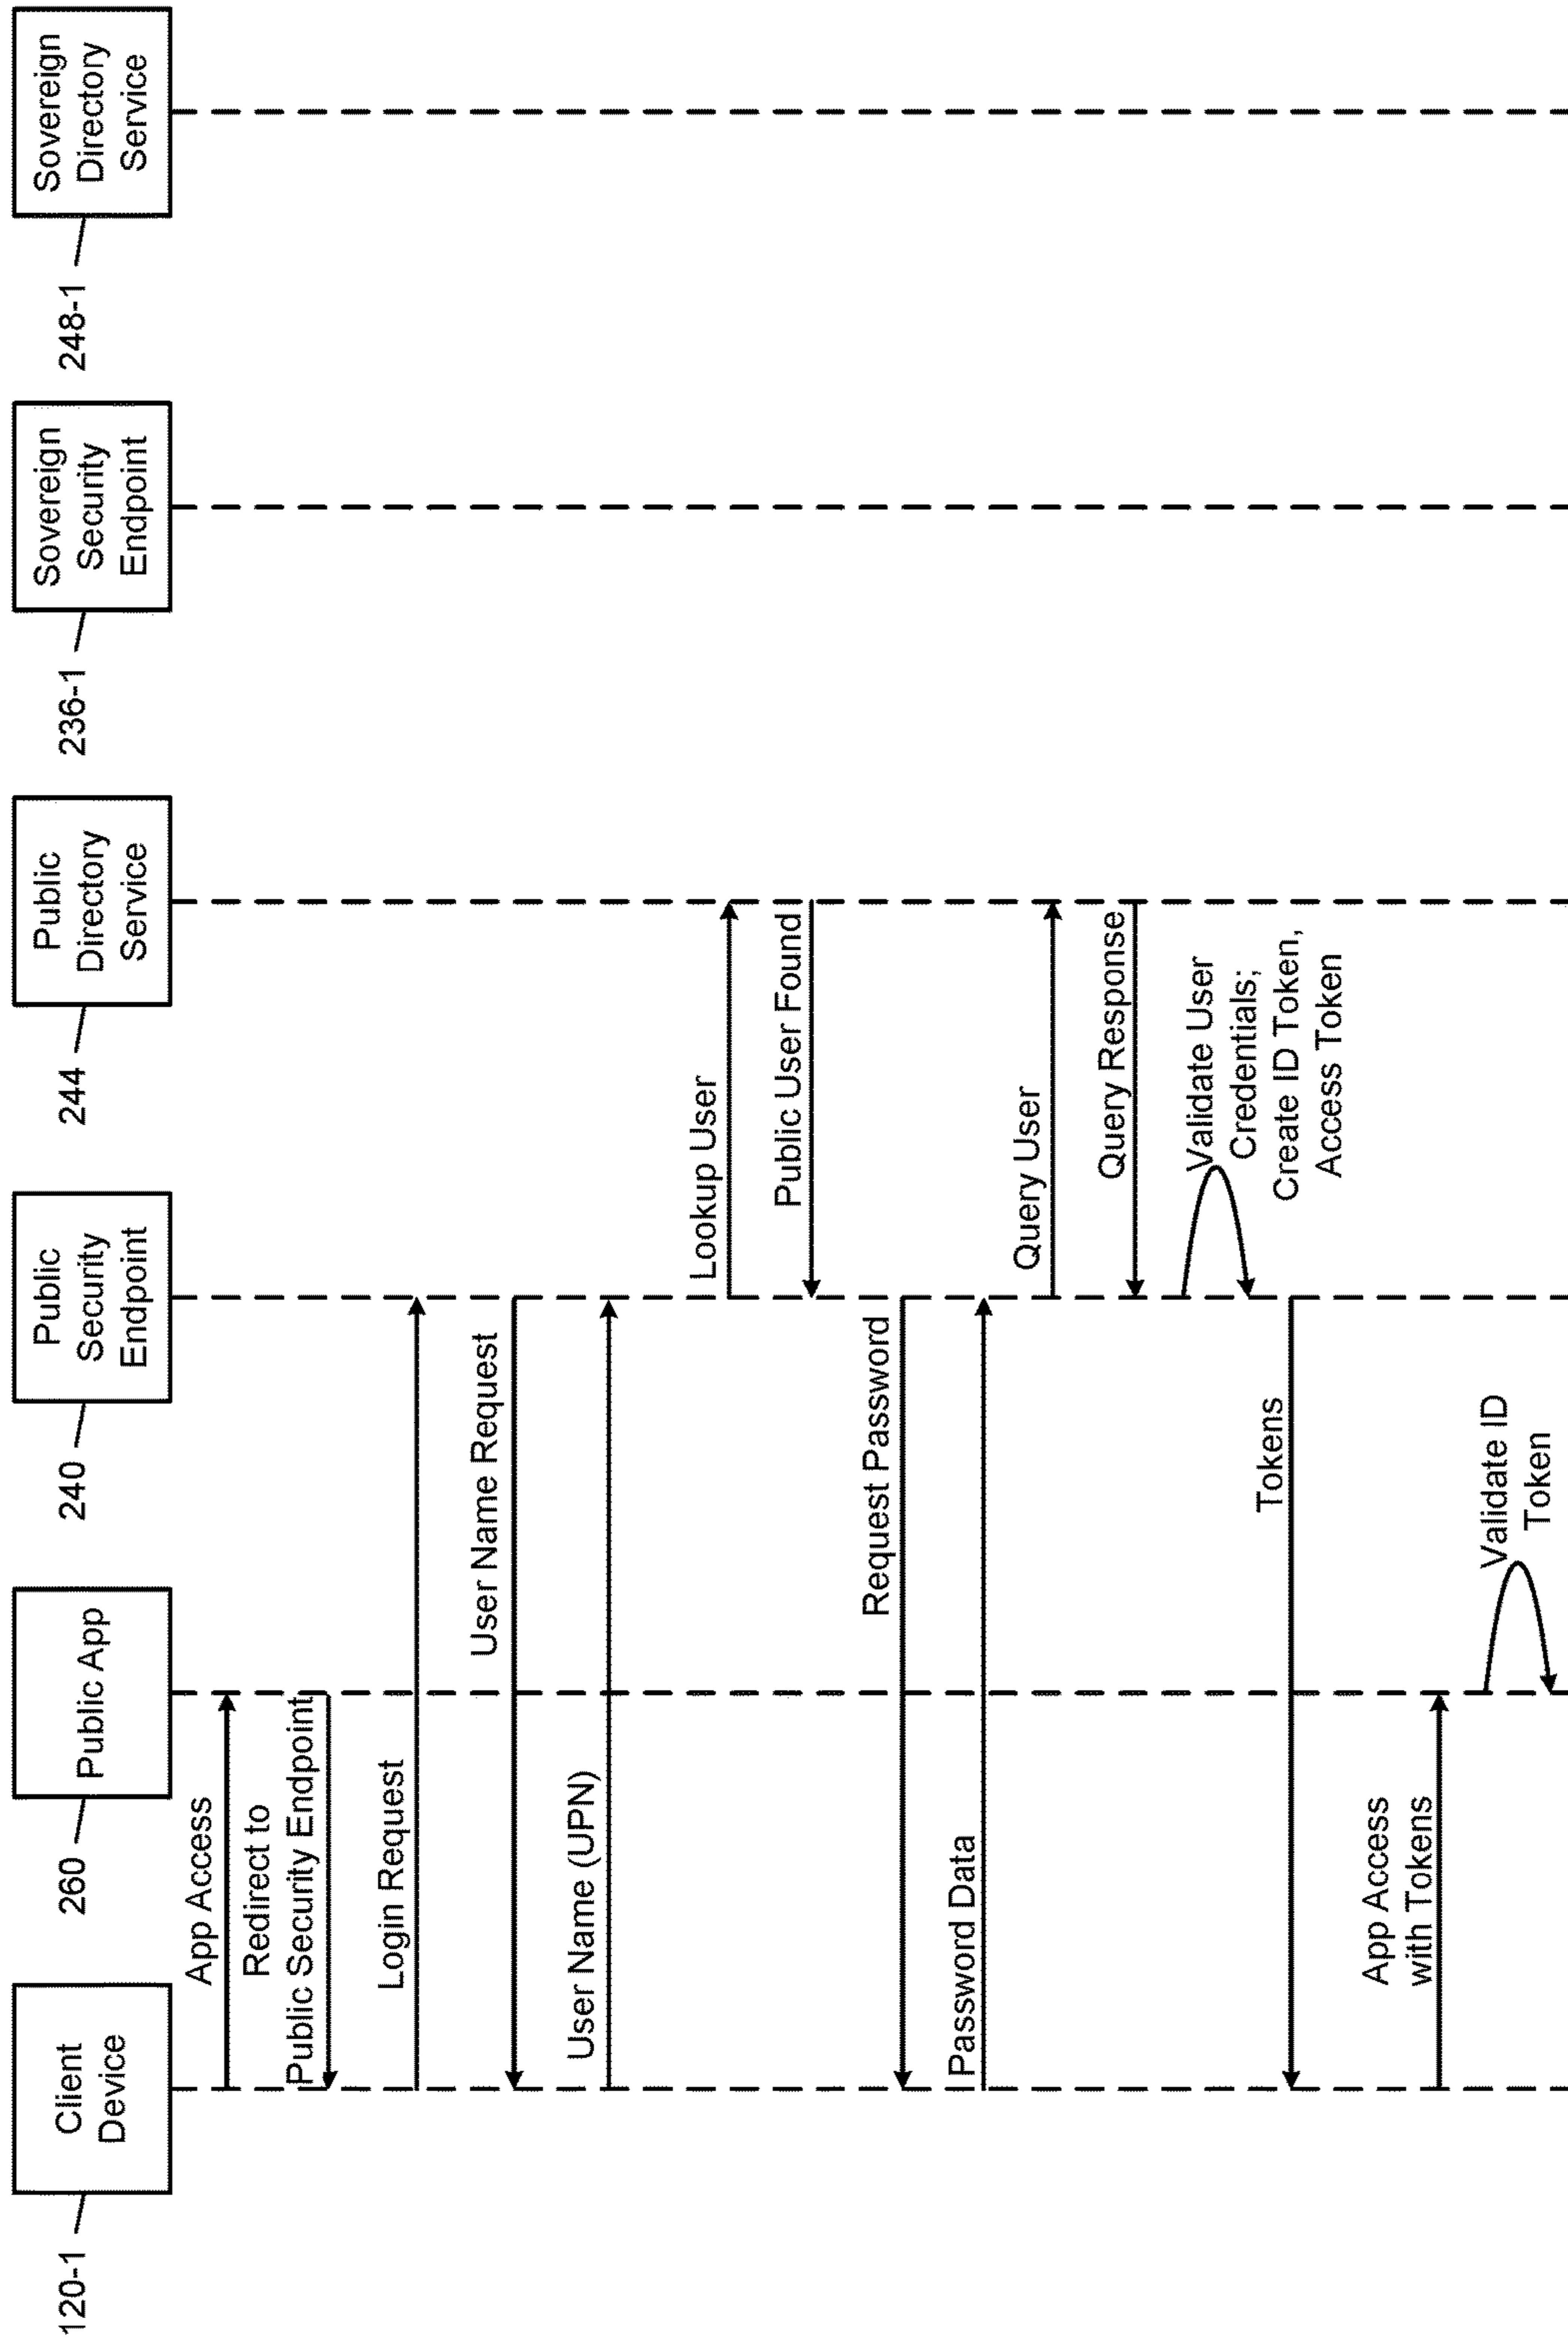 Client
Device
120-1
Public App
260
Public
Security
Endpoint
240
Public
Directory
Service
244
Sovereign
Security
Endpoint
236-1
Sovereign
Directory
Service
248-1
App Access
Redirect to
Public Security Endpoint
Login Request
User Name Request
User Name (UPN)
Lookup User
Public User Found
Request Password
Password Data
Query User
Query Response
Validate User
Credentials;
Create ID Token,
Access Token
Tokens
App Access
with Tokens
Validate ID
Token